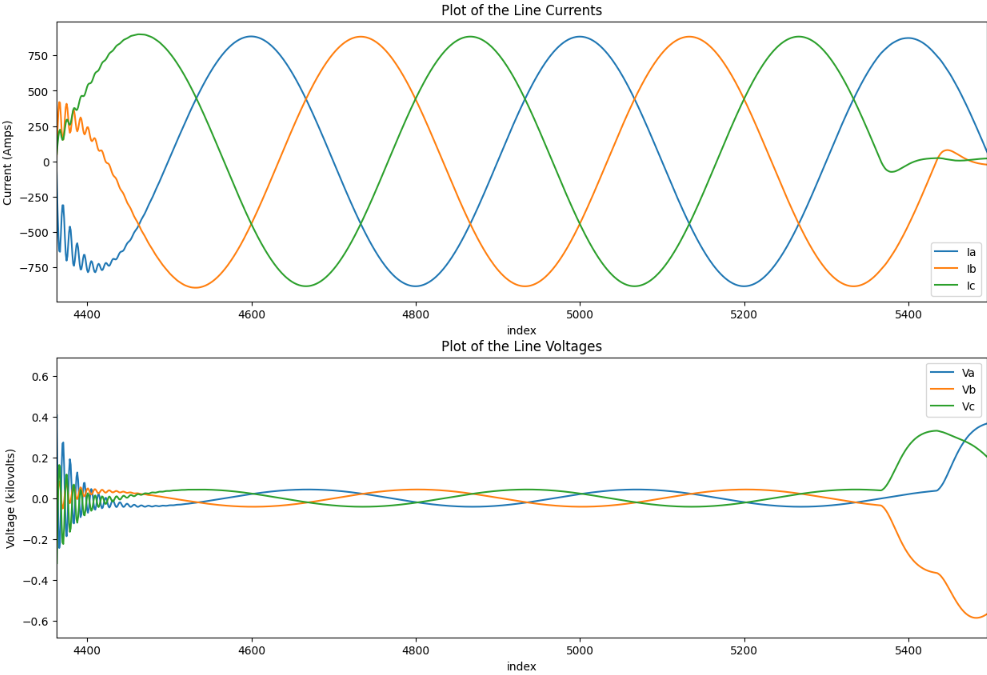 Plot of the Line Currents
Current (Amps)
750
500
250
0
−250
−500
−750
Ia
Ib
Ic
4400 4600 4800 5000 5200 5400
index
Plot of the Line Voltages
Voltage (kilovolts)
0.6
0.4
0.2
0.0
−0.2
−0.4
−0.6
Va
Vb
Vc
4400 4600 4800 5000 5200 5400
index